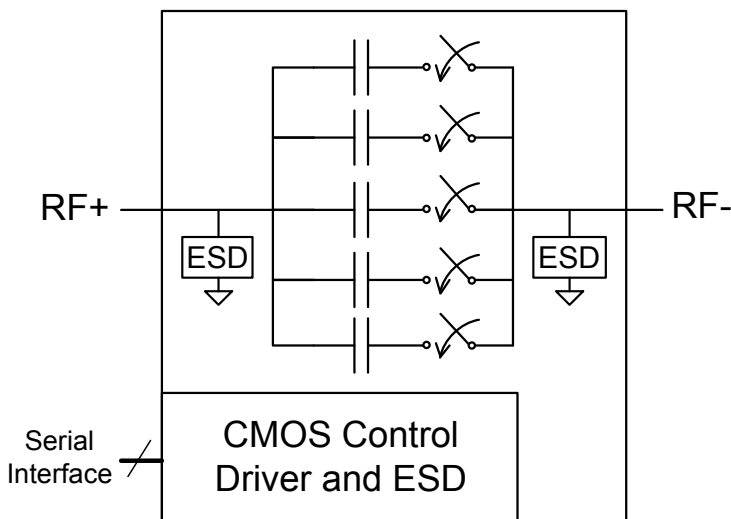 RF+
RF-
ESD
ESD
Serial
Interface
CMOS Control
Driver and ESD